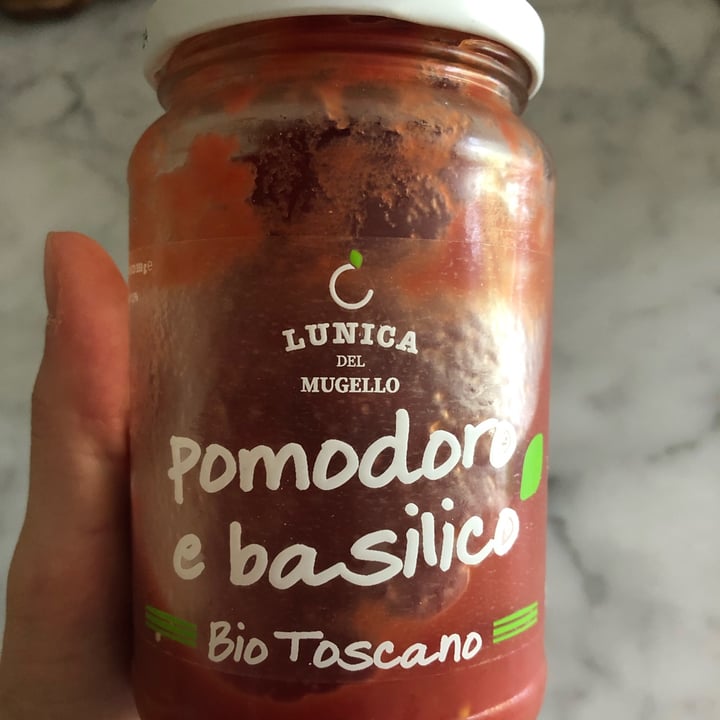 LUNICA
DEL
MUGELLO
pomodoro
e basilico
Bio Toscano